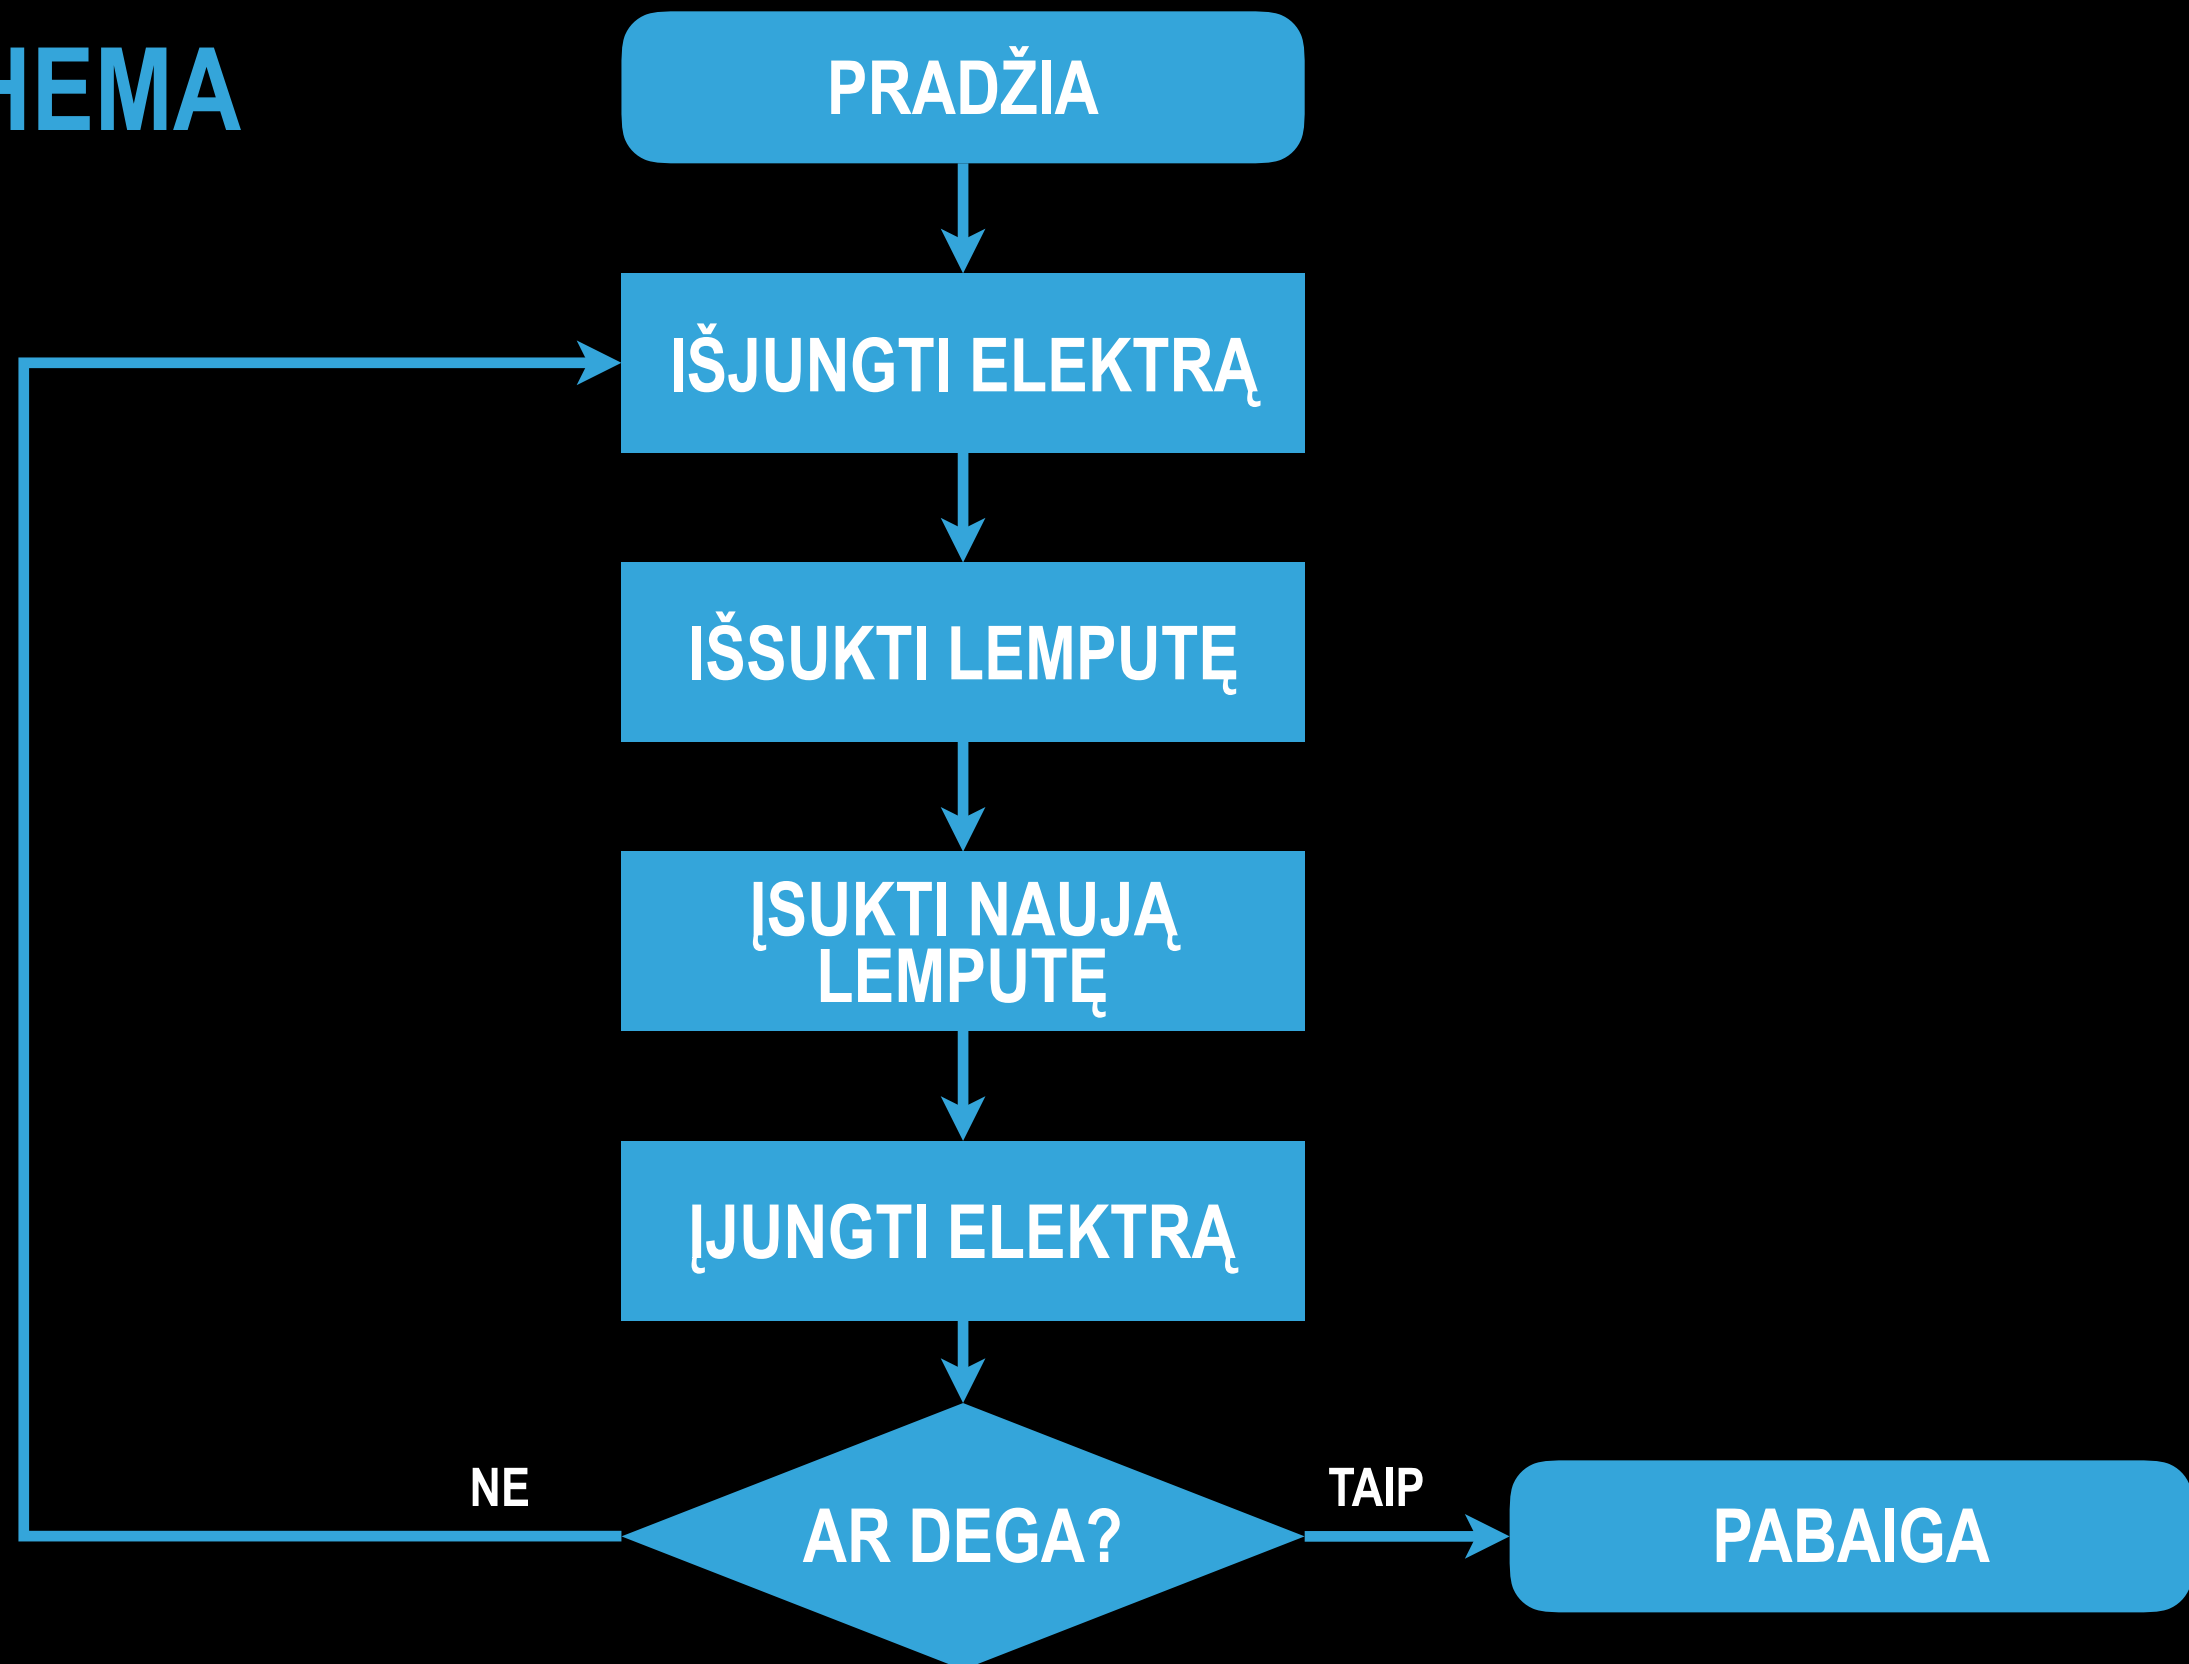 HEMA
PRADŽIA
IŠJUNGTI ELEKTRĄ
IŠSUKTI LEMPUTĘ
ĮSUKTI NAUJĄ
LEMPUTĘ
ĮJUNGTI ELEKTRĄ
NE
AR DEGA?
TAIP
PABAIGA